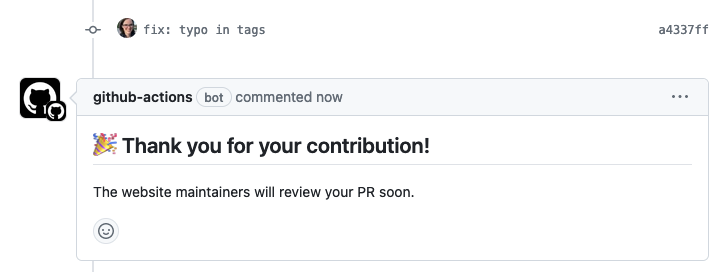 fix: typo in tags a4337ff
github-actions bot commented now
🎉 Thank you for your contribution!
The website maintainers will review your PR soon.